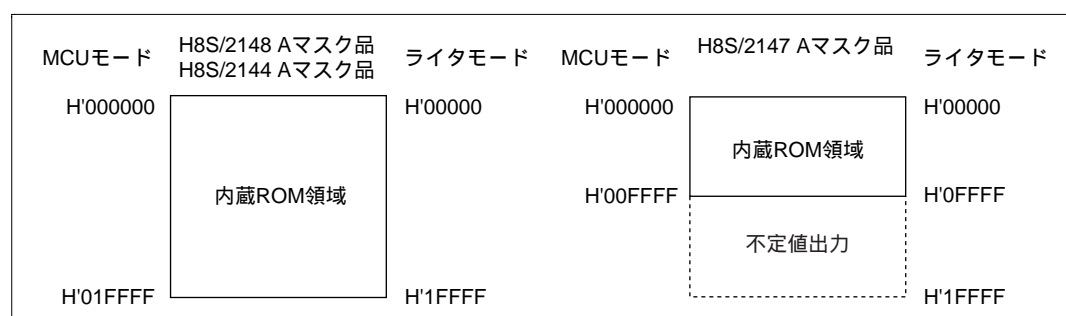 MCUモード
H8S/2148 Aマスク品
H8S/2144 Aマスク品
ライタモード
H'000000
H'00000
内蔵ROM領域
H'01FFFF
H'1FFFF
MCUモード
H8S/2147 Aマスク品
ライタモード
H'000000
H'00000
内蔵ROM領域
H'00FFFF
H'0FFFF
不定値出力
H'1FFFF